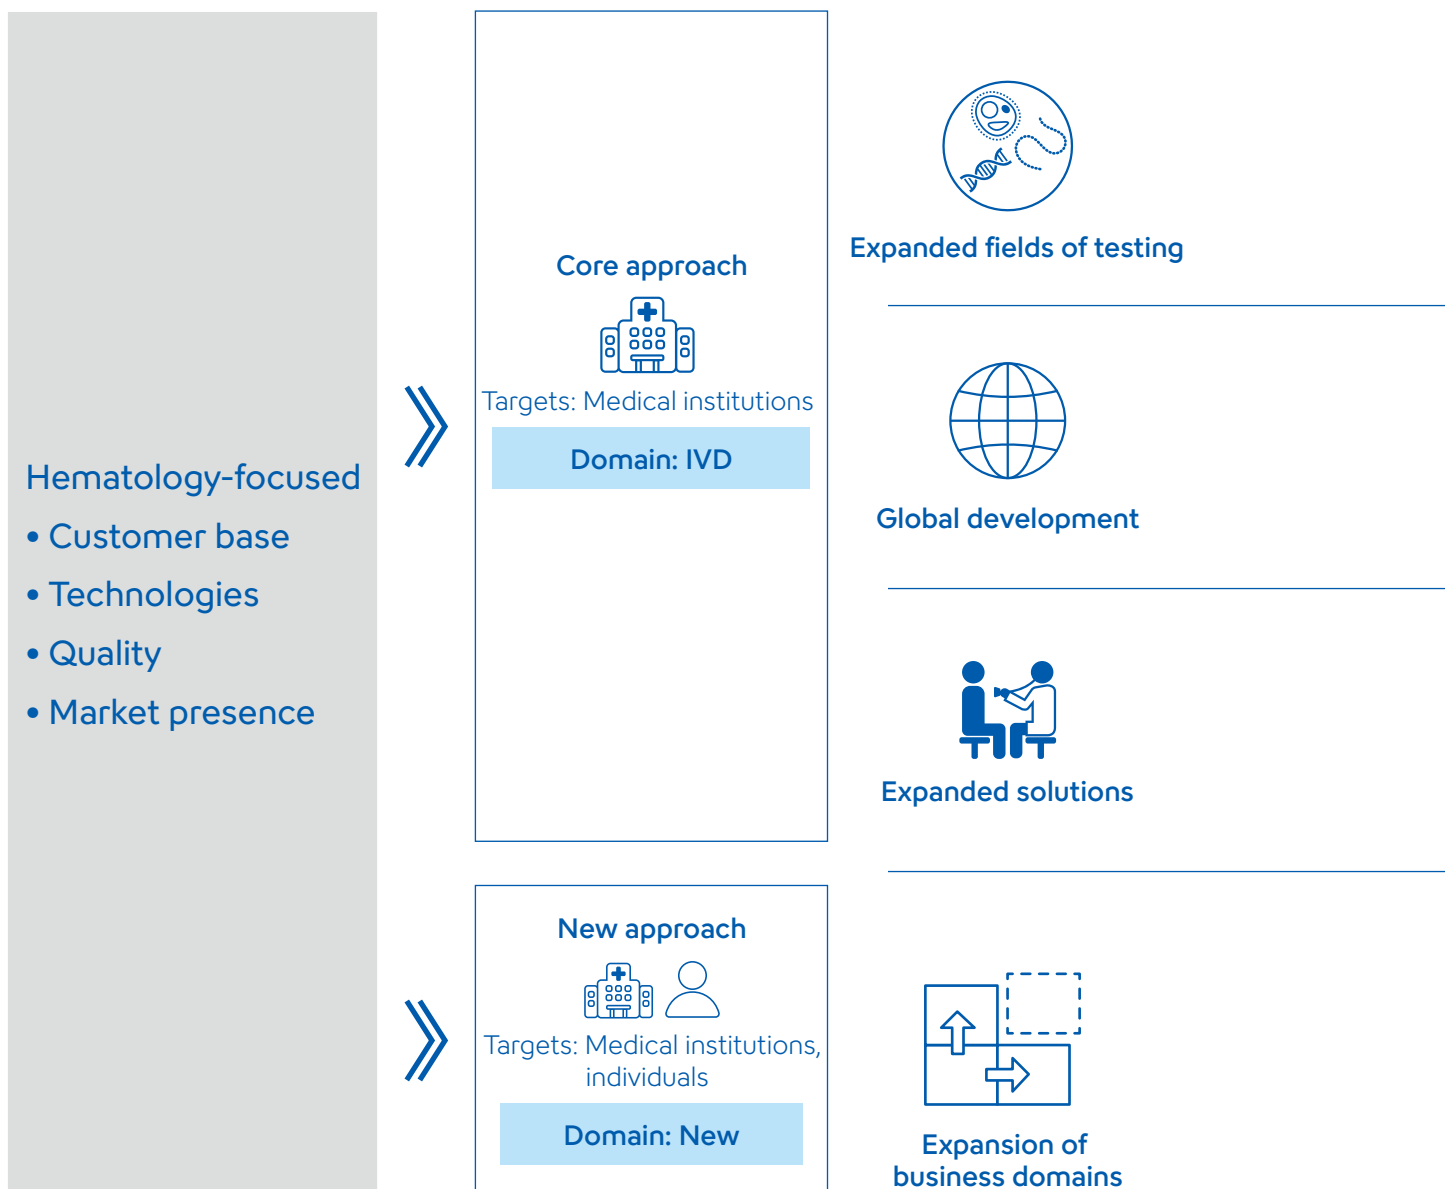 Hematology-focused
• Customer base
• Technologies
• Quality
• Market presence
Core approach
Targets: Medical institutions
Domain: IVD
New approach
Targets: Medical institutions,
individuals
Domain: New
Expanded fields of testing
Global development
Expanded solutions
Expansion of
business domains